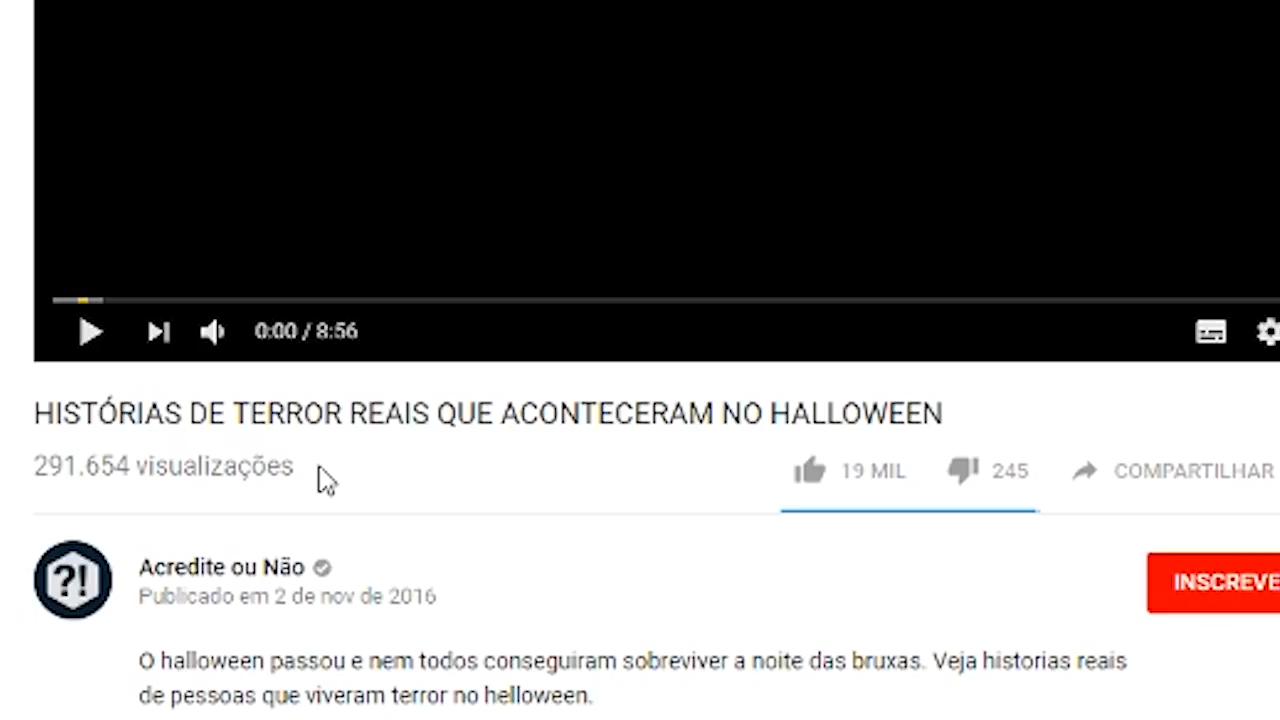 0:00 / 8:56
HISTÓRIAS DE TERROR REAIS QUE ACONTECERAM NO HALLOWEEN
291.654 visualizações
19 MIL 245 COMPARTILHAR
?!
Acredite ou Não
Publicado em 2 de nov de 2016
INSCREVE
O halloween passou e nem todos conseguiram sobreviver a noite das bruxas. Veja historias reais
de pessoas que viveram terror no helloween.